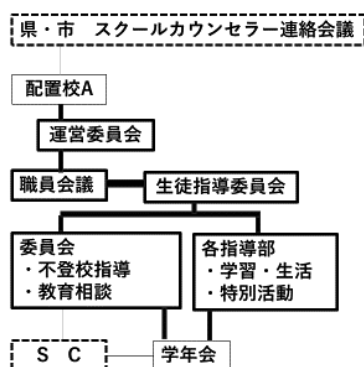 県・市　スクールカウンセラー連絡会議
配置校A
運営委員会
職員会議
生徒指導委員会
委員会
・不登校指導
・教育相談
各指導部
・学習・生活
・特別活動
Ｓ　Ｃ
学年会